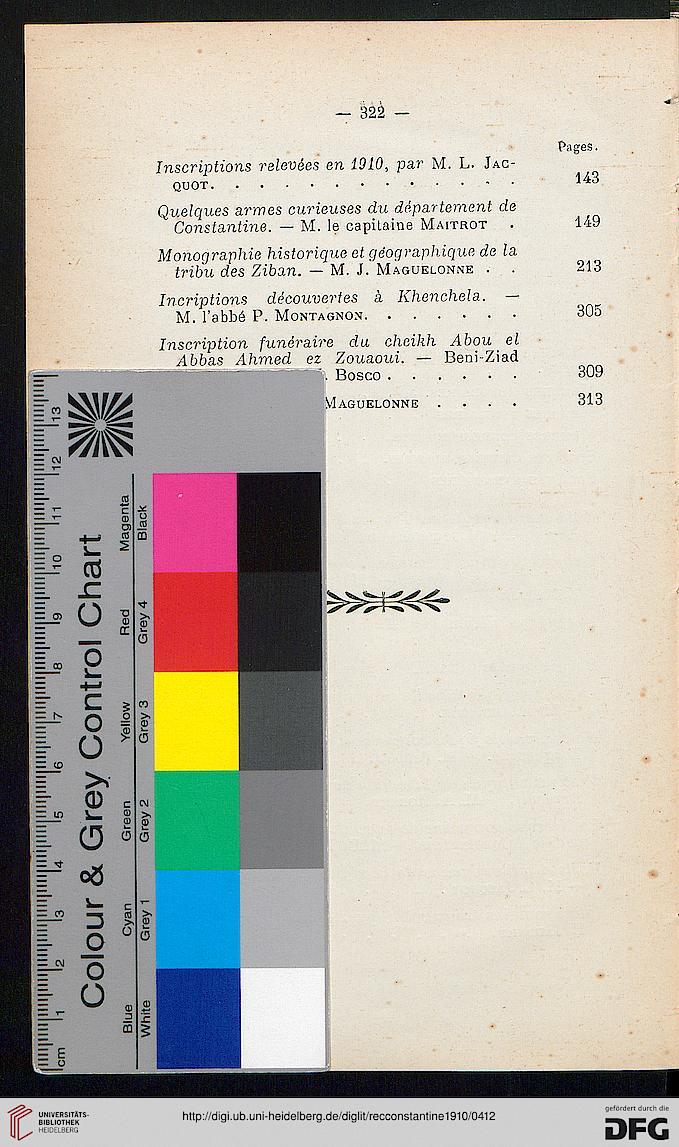 — 322 —
Pages.
Inscriptions relevées en 1910, par M. L. JAC-
QUOT. . . . . . . . . . . . . 143
Quelques armes curieuses du département de
Constantine. — M. le capitaine MAITROT . 149
Monographie historique et géographique de la
tribu des Ziban. — M. J. MAGUELONNE . . 213
Incriptions découvertes à Khenchela. —
M. l'abbé P. MONTAGNON. . . . . . . 305
Inscription funéraire du cheikh Abou el
Abbas Ahmed ez Zouaoui. — Beni-Ziad
. BOSCO . . . . . . 309
MAGUELONNE . . . . 313
Colour & Grey Control Chart
Blue Cyan Green Yellow Red Magenta
White Grey 1 Grey 2 Grey 3 Grey 4 Black
cm 1 2 3 4 5 6 7 8 9 10 11 12 13
UNIVERSITÄTS-
BIBLIOTHEK
HEIDELBERG
http://digi.ub.uni-heidelberg.de/diglit/recconstantine1910/0412
gefördert durch die
DFG